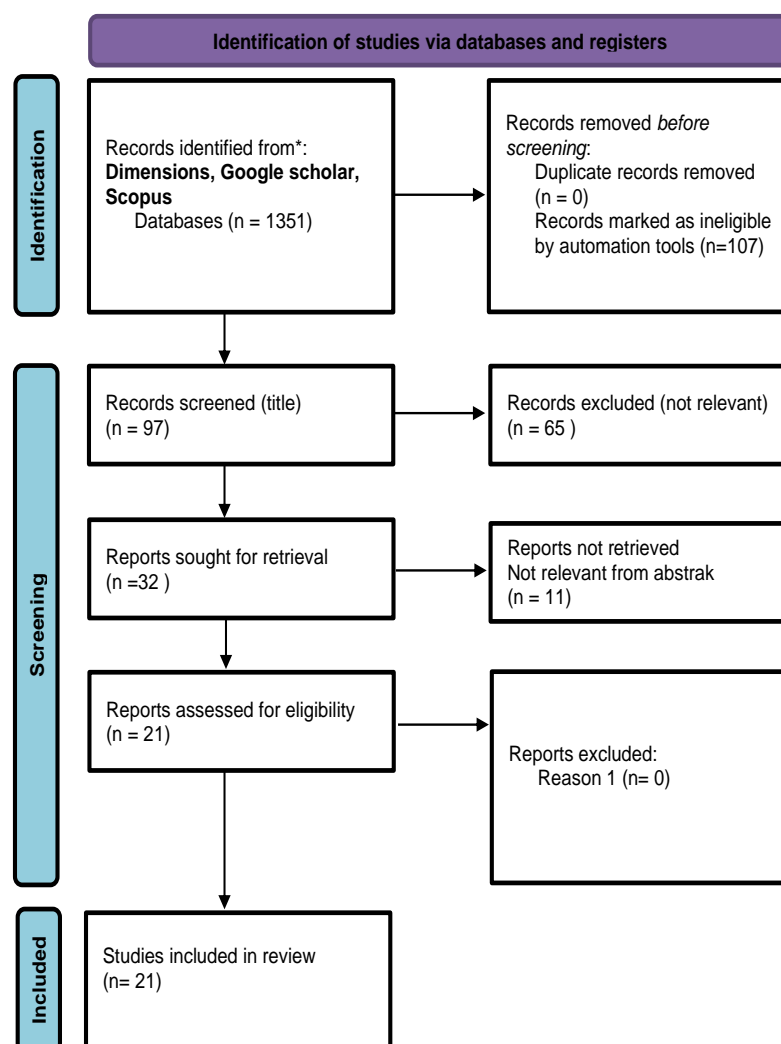 Identification of studies via databases and registers
Identification
Records identified from*:
Dimensions, Google scholar,
Scopus
Databases (n = 1351)
Records removed before
screening:
Duplicate records removed
(n = 0)
Records marked as ineligible
by automation tools (n=107)
Screening
Records screened (title)
(n = 97)
Records excluded (not relevant)
(n = 65 )
Reports sought for retrieval
(n =32 )
Reports not retrieved
Not relevant from abstrak
(n = 11)
Reports assessed for eligibility
(n = 21)
Reports excluded:
Reason 1 (n= 0)
Included
Studies included in review
(n= 21)